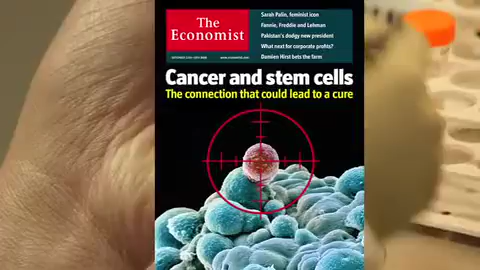 The
Economist
Sarah Palin, feminist icon
Fannie, Freddie and Lehman
Pakistan's dodgy new president
What next for corporate profits?
Damien Hirst bets the farm
Cancer and stem cells
The connection that could lead to a cure